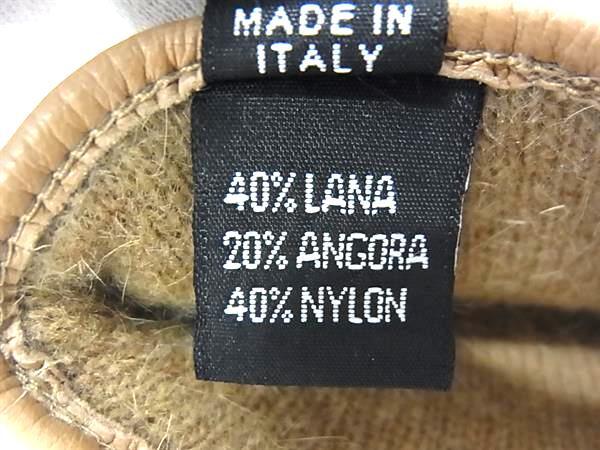 MADE IN
ITALY
40% LANA
20% ANGORA
40% NYLON